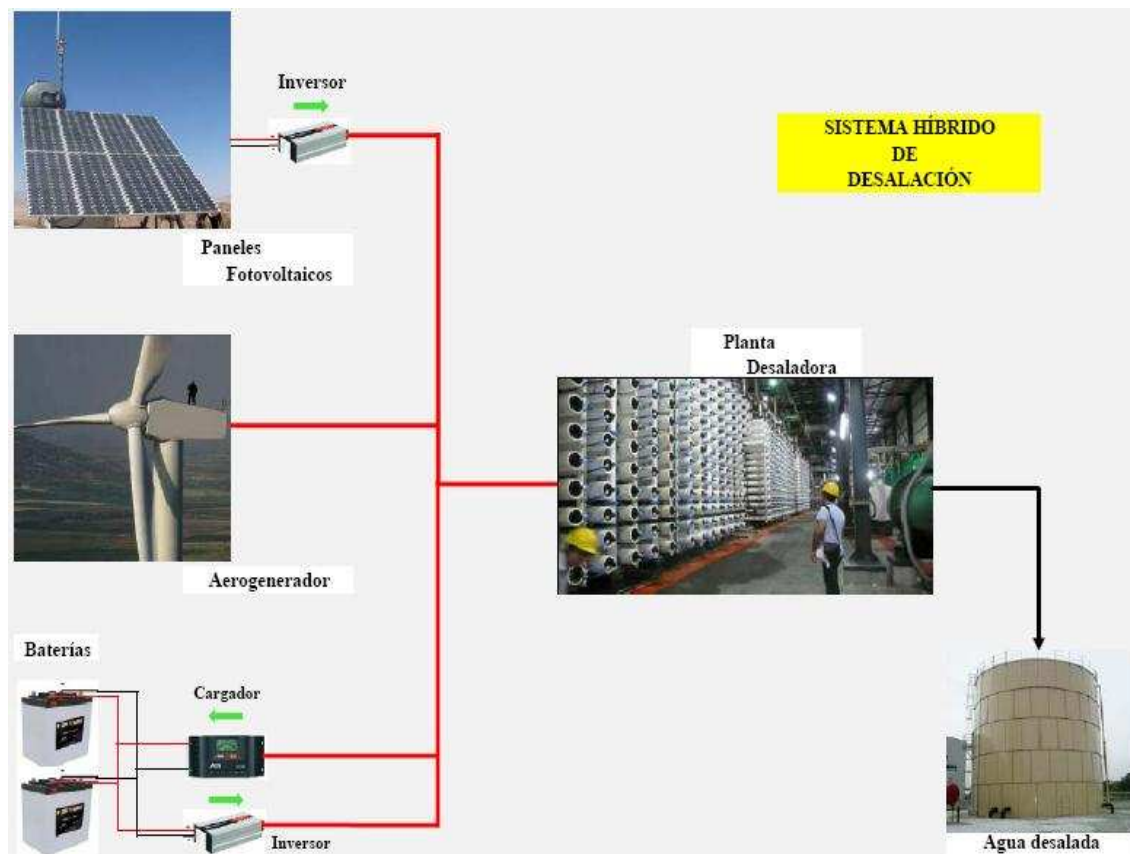 Inversor
SISTEMA HÍBRIDO
DE
DESALACIÓN
Paneles
Fotovoltaicos
Planta
Desaladora
Aerogenerador
Baterías
Cargador
Inversor
Agua desalada